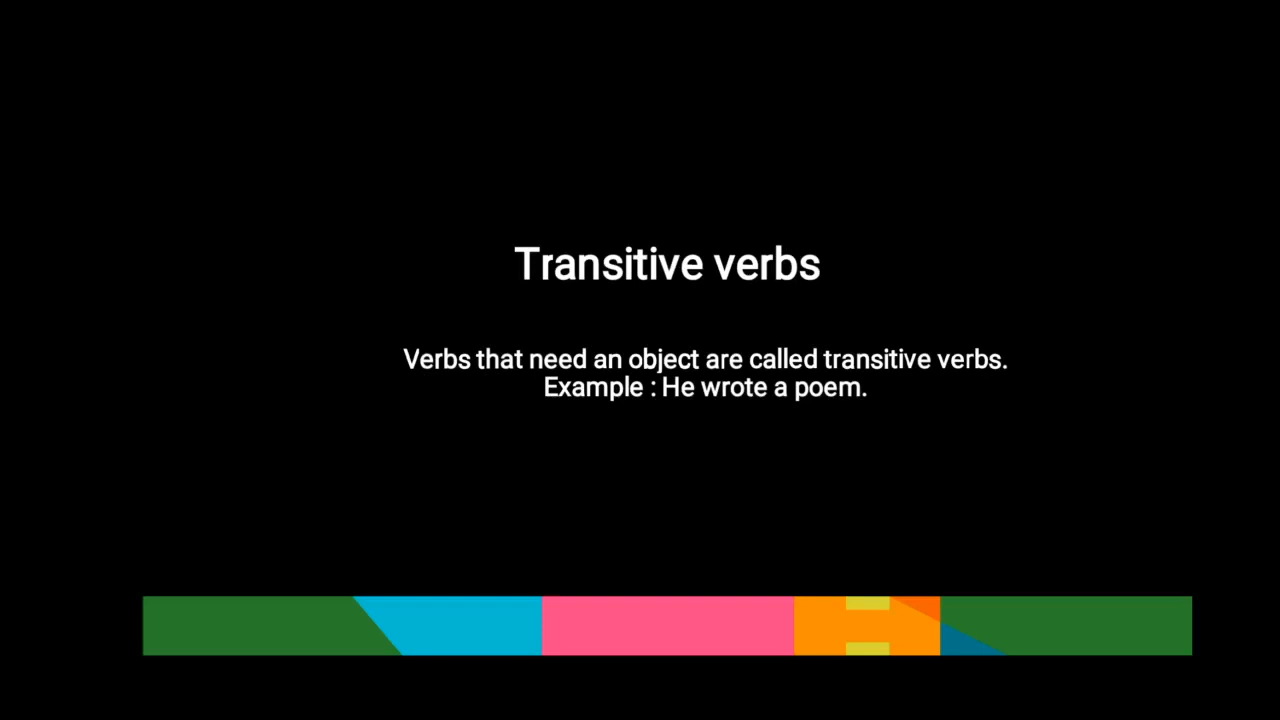 Transitive verbs
Verbs that need an object are called transitive verbs.
Example : He wrote a poem.